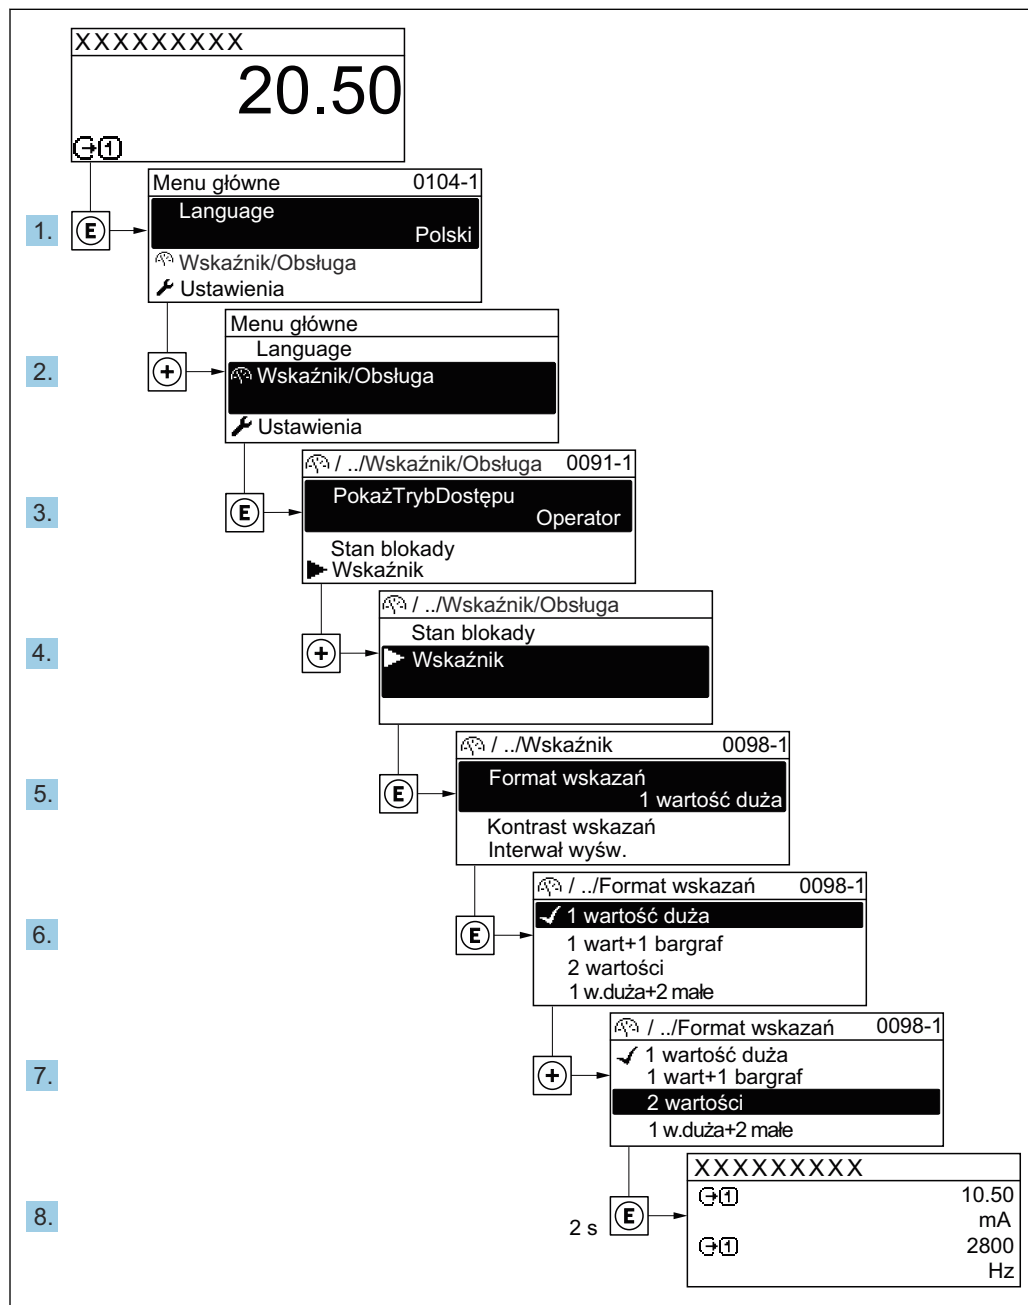 XXXXXXXXX
20.50
1
Menu główne 0104-1
Language
Polski
1. E
Wskaźnik/Obsługa
Ustawienia
Menu główne
Language
2. + Wskaźnik/Obsługa
Ustawienia
/ ../Wskaźnik/Obsługa 0091-1
PokażTrybDostępu
3. E Operator
Stan blokady
Wskaźnik
/ ../Wskaźnik/Obsługa
Stan blokady
4. + Wskaźnik
/ ../Wskaźnik 0098-1
Format wskazań
5. E 1 wartość duża
Kontrast wskazań
Interwał wyśw.
/ ../Format wskazań 0098-1
1 wartość duża
6. E 1 wart+1 bargraf
2 wartości
1 w.duża+2 małe
/ ../Format wskazań 0098-1
1 wartość duża
7. + 1 wart+1 bargraf
2 wartości
1 w.duża+2 małe
XXXXXXXXX
1 10.50
8. 2 s E mA
1 2800
Hz